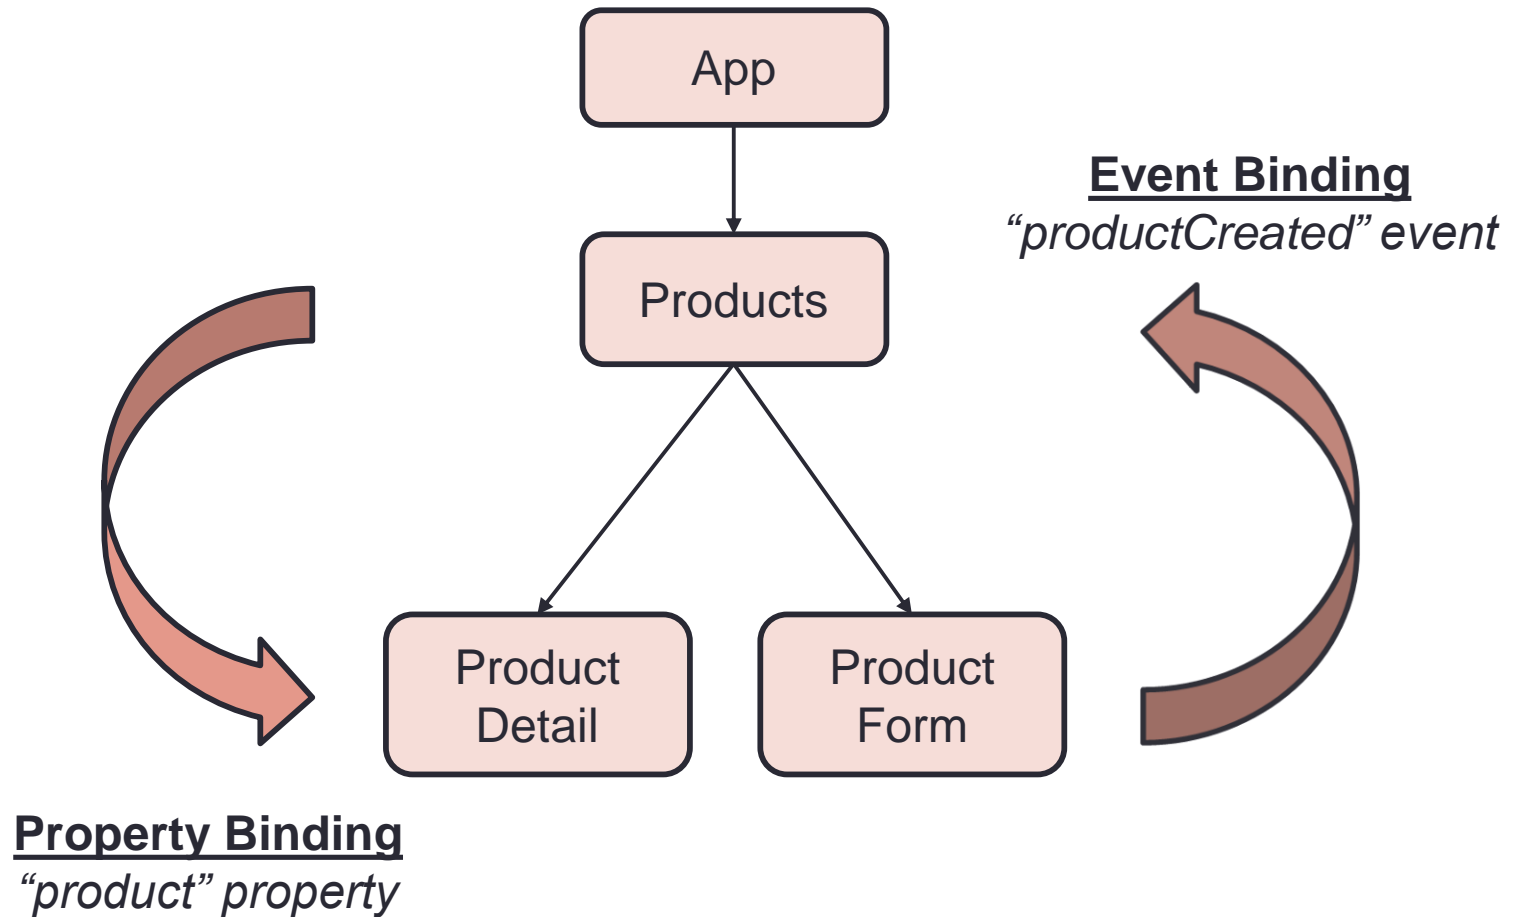 App
Event Binding
“productCreated” event
Products
Product
Detail
Product
Form
Property Binding
“product” property